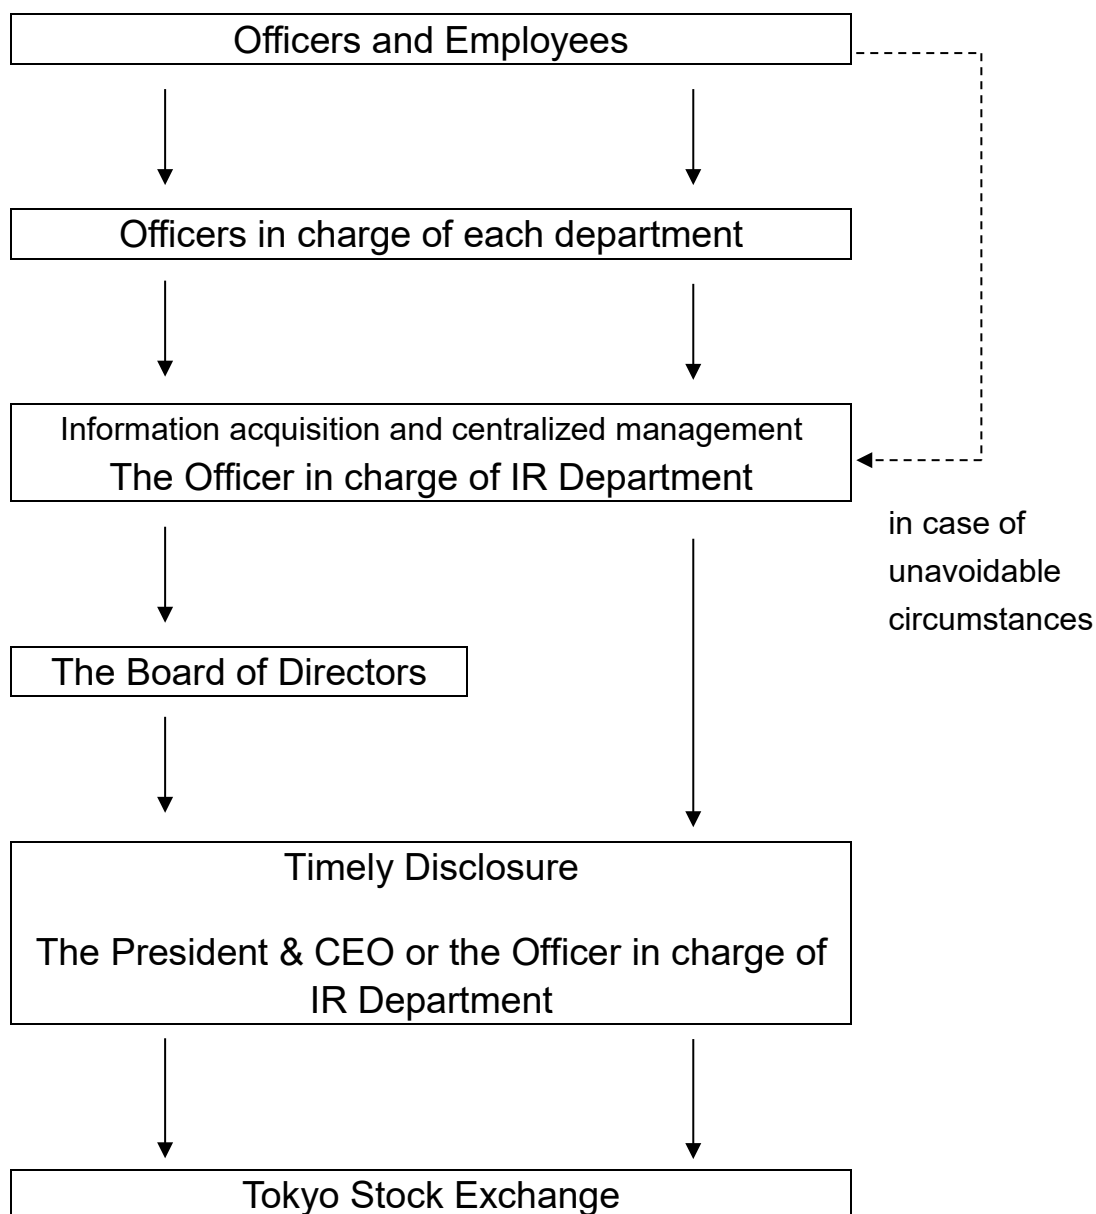 Officers and Employees
Officers in charge of each department
Information acquisition and centralized management
The Officer in charge of IR Department
in case of
unavoidable
circumstances
The Board of Directors
Timely Disclosure
The President & CEO or the Officer in charge of
IR Department
Tokyo Stock Exchange